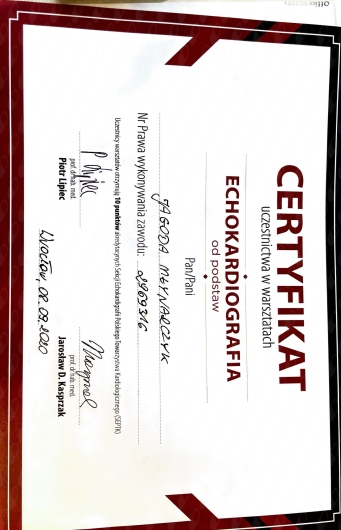 CERTYFIKAT
uczestnictwa w warsztatach
ECHOKARDIOGRAFIA
od podstaw
Pan/Pani
JAGODA MŁYNARCZYK
Nr Prawa wykonywania zawodu: 2969316
Uczestnicy warsztatów otrzymują 10 punktów akredytacyjnych Sekcji Echokardiografii Polskiego Towarzystwa Kardiologicznego (SEPTK)
prof. dr hab. med.
Piotr Lipiec
prof. dr hab. med.
Jarosław D. Kasprzak
Wrocław, 08.09.2020